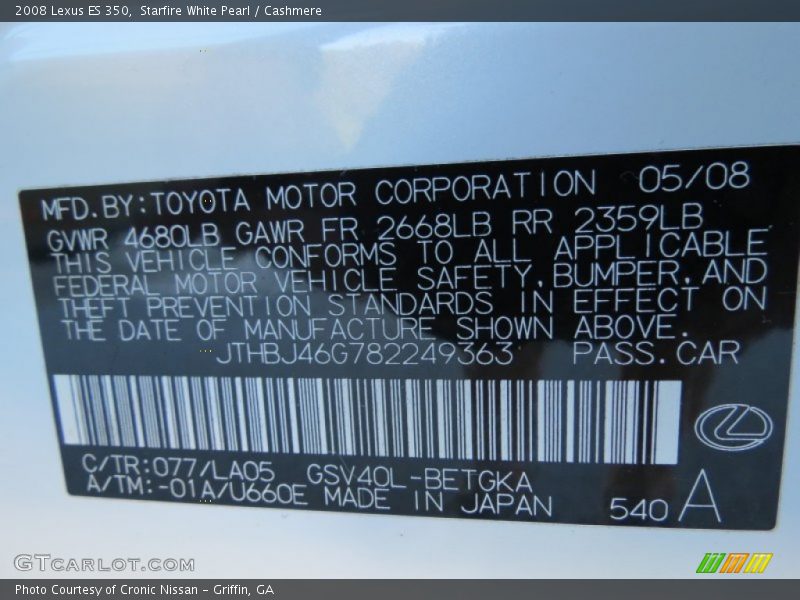 2008 Lexus ES 350, Starfire White Pearl / Cashmere
MFD.BY:TOYOTA MOTOR CORPORATION 05/08
GVWR 4680LB GAWR FR 2668LB RR 2359LB
THIS VEHICLE CONFORMS TO ALL APPLICABLE
FEDERAL MOTOR VEHICLE SAFETY,BUMPER,AND
THEFT PREVENTION STANDARDS IN EFFECT ON
THE DATE OF MANUFACTURE SHOWN ABOVE.
JTHBJ46G782249363 PASS.CAR
C/TR:077/LA05 GSV40L-BETGKA
A/TM:-01A/U660E MADE IN JAPAN 540 A
GTCARLOT.COM
Photo Courtesy of Cronic Nissan - Griffin, GA